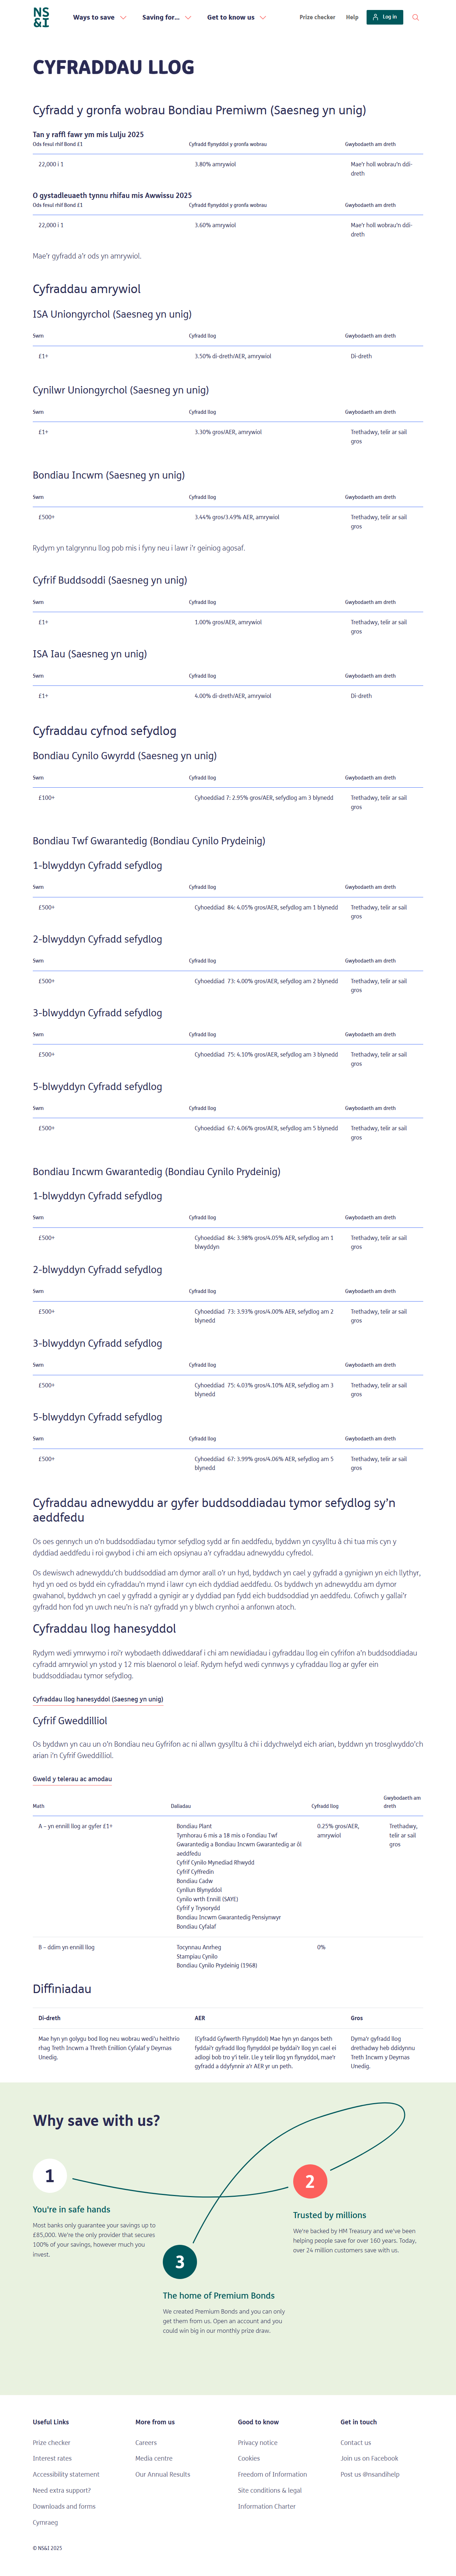 NS&I
Ways to save
Saving for...
Get to know us
Prize checker
Help
Log in
CYFRADDAU LLOG
Cyfradd y gronfa wobrau Bondiau Premiwm (Saesneg yn unig)
Tan y raffl fawr ym mis Lulju 2025
Ods fesul rhif Bond £1
Cyfradd flynyddol y gronfa wobrau
Gwybodaeth am dreth
22,000 i 1
3.80% amrywiol
Mae'r holl wobrau'n ddi-
dreth
O gystadleuaeth tynnu rhifau mis Awwissu 2025
Ods fesul rhif Bond £1
Cyfradd flynyddol y gronfa wobrau
Gwybodaeth am dreth
22,000 i 1
3.60% amrywiol
Mae'r holl wobrau'n ddi-
dreth
Mae'r gyfradd a'r ods yn amrywiol.
Cyfraddau amrywiol
ISA Uniongyrchol (Saesneg yn unig)
Swm
Cyfradd llog
Gwybodaeth am dreth
£1+
3.50% di-dreth/AER, amrywiol
Di-dreth
Cynilwr Uniongyrchol (Saesneg yn unig)
Swm
Cyfradd llog
Gwybodaeth am dreth
£1+
3.30% gros/AER, amrywiol
Trethadwy, telir ar sail
gros
Bondiau Incwm (Saesneg yn unig)
Swm
Cyfradd llog
Gwybodaeth am dreth
£500+
3.44% gros/3.49% AER, amrywiol
Trethadwy, telir ar sail
gros
Rydym yn talgrynnu llog pob mis i fyny neu i lawr i'r geiniog agosaf.
Cyfrif Buddsoddi (Saesneg yn unig)
Swm
Cyfradd llog
Gwybodaeth am dreth
£1+
1.00% gros/AER, amrywiol
Trethadwy, telir ar sail
gros
ISA Iau (Saesneg yn unig)
Swm
Cyfradd llog
Gwybodaeth am dreth
£1+
4.00% di-dreth/AER, amrywiol
Di-dreth
Cyfraddau cyfnod sefydlog
Bondiau Cynilo Gwyrdd (Saesneg yn unig)
Swm
Cyfradd llog
Gwybodaeth am dreth
£100+
Cyhoeddiad 7: 2.95% gros/AER, sefydlog am 3 blynedd
Trethadwy, telir ar sail
gros
Bondiau Twf Gwarantedig (Bondiau Cynilo Prydeinig)
1-blwyddyn Cyfradd sefydlog
Swm
Cyfradd llog
Gwybodaeth am dreth
£500+
Cyhoeddiad 84: 4.05% gros/AER, sefydlog am 1 blynedd
Trethadwy, telir ar sail
gros
2-blwyddyn Cyfradd sefydlog
Swm
Cyfradd llog
Gwybodaeth am dreth
£500+
Cyhoeddiad 73: 4.00% gros/AER, sefydlog am 2 blynedd
Trethadwy, telir ar sail
gros
3-blwyddyn Cyfradd sefydlog
Swm
Cyfradd llog
Gwybodaeth am dreth
£500+
Cyhoeddiad 75: 4.10% gros/AER, sefydlog am 3 blynedd
Trethadwy, telir ar sail
gros
5-blwyddyn Cyfradd sefydlog
Swm
Cyfradd llog
Gwybodaeth am dreth
£500+
Cyhoeddiad 67: 4.06% gros/AER, sefydlog am 5 blynedd
Trethadwy, telir ar sail
gros
Bondiau Incwm Gwarantedig (Bondiau Cynilo Prydeinig)
1-blwyddyn Cyfradd sefydlog
Swm
Cyfradd llog
Gwybodaeth am dreth
£500+
Cyhoeddiad 84: 3.98% gros/4.05% AER, sefydlog am 1
blwyddyn
Trethadwy, telir ar sail
gros
2-blwyddyn Cyfradd sefydlog
Swm
Cyfradd llog
Gwybodaeth am dreth
£500+
Cyhoeddiad 73: 3.93% gros/4.00% AER, sefydlog am 2
blynedd
Trethadwy, telir ar sail
gros
3-blwyddyn Cyfradd sefydlog
Swm
Cyfradd llog
Gwybodaeth am dreth
£500+
Cyhoeddiad 75: 4.03% gros/4.10% AER, sefydlog am 3
blynedd
Trethadwy, telir ar sail
gros
5-blwyddyn Cyfradd sefydlog
Swm
Cyfradd llog
Gwybodaeth am dreth
£500+
Cyhoeddiad 67: 3.99% gros/4.06% AER, sefydlog am 5
blynedd
Trethadwy, telir ar sail
gros
Cyfraddau adnewyddu ar gyfer buddsoddiadau tymor sefydlog sy'n
aeddfedu
Os oes gennych un o'n buddsoddiadau tymor sefydlog sydd ar fin aeddfedu, byddwn yn cysylltu â chi tua mis cyn y
dyddiad aeddfedu i roi gwybod i chi am eich opsiynau a'r cyfraddau adnewyddu cyfredol.
Os dewiswch adnewyddu'ch buddsoddiad am dymor arall o'r un hyd, byddwch yn cael y gyfradd a gynigiwn yn eich llythyr,
hyd yn oed os bydd ein cyfraddau'n mynd i lawr cyn eich dyddiad aeddfedu. Os byddwch yn adnewyddu am dymor
gwahanol, byddwch yn cael y gyfradd a gynigir ar y dyddiad pan fydd eich buddsoddiad yn aeddfedu. Cofiwch y gallai'r
gyfradd hon fod yn uwch neu'n is na'r gyfradd yn y blwch crynhoi a anfonwn atoch.
Cyfraddau llog hanesyddol
Rydym wedi ymrwymo i roi'r wybodaeth ddiweddaraf i chi am newidiadau i gyfraddau llog ein cyfrifon a'n buddsoddiadau
cyfradd amrywiol yn ystod y 12 mis blaenorol o leiaf. Rydym hefyd wedi cynnwys y cyfraddau llog ar gyfer ein
buddsoddiadau tymor sefydlog.
Cyfraddau llog hanesyddol (Saesneg yn unig)
Cyfrif Gweddilliol
Os byddwn yn cau un o'n Bondiau neu Gyfrifon ac ni allwn gysylltu â chi i ddychwelyd eich arian, byddwn yn trosglwyddo'ch
arian i'n Cyfrif Gweddilliol.
Gweld y telerau ac amodau
Math
Daliadau
Cyfradd llog
Gwybodaeth am
dreth
A – yn ennill llog ar gyfer £1+
Bondiau Plant
Tymhorau 6 mis a 18 mis o Fondiau Twf
Gwarantedig a Bondiau Incwm Gwarantedig ar ôl
aeddfedu
Cyfrif Cynilo Mynediad Rhwydd
Cyfrif Cyffredin
Bondiau Cadw
Cynllun Blynyddol
Cynilo wrth Ennill (SAYE)
Cyfrif y Trysorydd
Bondiau Incwm Gwarantedig Pensiynwyr
Bondiau Cyfalaf
0.25% gros/AER,
amrywiol
Trethadwy,
telir ar sail
gros
B – ddim yn ennill llog
Tocynnau Anrheg
Stampiau Cynilo
Bondiau Cynilo Prydeinig (1968)
0%
Diffiniadau
Di-dreth
AER
Gros
Mae hyn yn golygu bod llog neu wobrau wedi'u heithrio
rhag Treth Incwm a Threth Enillion Cyfalaf y Deyrnas
Unedig.
(Cyfradd Gyfwerth Flynyddol) Mae hyn yn dangos beth
fyddai'r gyfradd llog flynyddol pe byddai'r llog yn cael ei
adlogi bob tro y'i telir. Lle y telir llog yn flynyddol, mae'r
gyfradd a ddyfynnir a'r AER yr un peth.
Dyma'r gyfradd llog
drethadwy heb ddidynnu
Treth Incwm y Deyrnas
Unedig.
Why save with us?
1
You're in safe hands
Most banks only guarantee your savings up to
£85,000. We're the only provider that secures
100% of your savings, however much you
invest.
2
Trusted by millions
We're backed by HM Treasury and we've been
helping people save for over 160 years. Today,
over 24 million customers save with us.
3
The home of Premium Bonds
We created Premium Bonds and you can only
get them from us. Open an account and you
could win big in our monthly prize draw.
Useful Links
Prize checker
Interest rates
Accessibility statement
Need extra support?
Downloads and forms
Cymraeg
More from us
Careers
Media centre
Our Annual Results
Good to know
Privacy notice
Cookies
Freedom of Information
Site conditions & legal
Information Charter
Get in touch
Contact us
Join us on Facebook
Post us @nsandihelp
© NS&I 2025